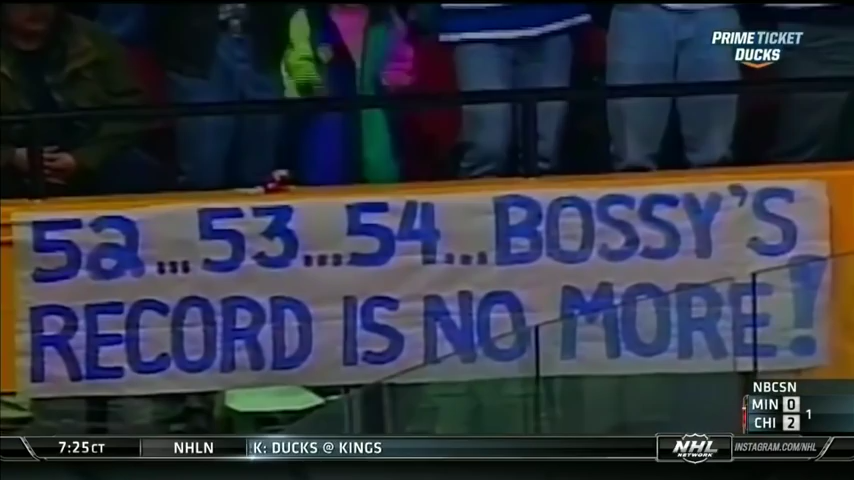 PRIME TICKET
DUCKS
52...53...54...BOSSY'S
RECORD IS NO MORE!
NBCSN
MIN 0
CHI 2
1
7:25 CT NHLN K: DUCKS @ KINGS NHL NETWORK INSTAGRAM.COM/NHL